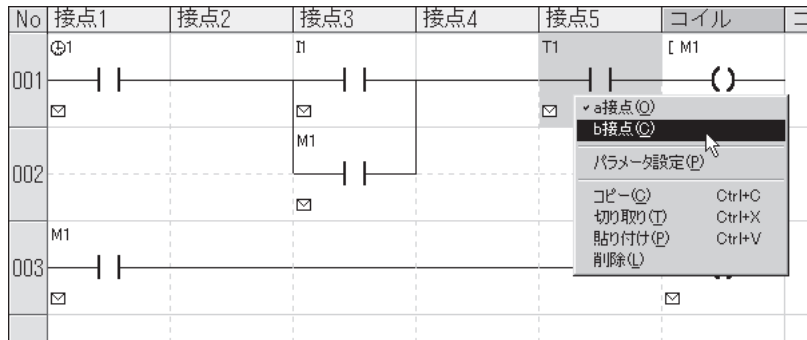 No 接点1 接点2 接点3 接点4 接点5 コイル
1 I1 T1 [ M1
001
✓a接点(O)
b接点(C)
M1
パラメータ設定(P)
002
コピー(C) Ctrl+C
切り取り(T) Ctrl+X
貼り付け(P) Ctrl+V
M1
削除(L)
003